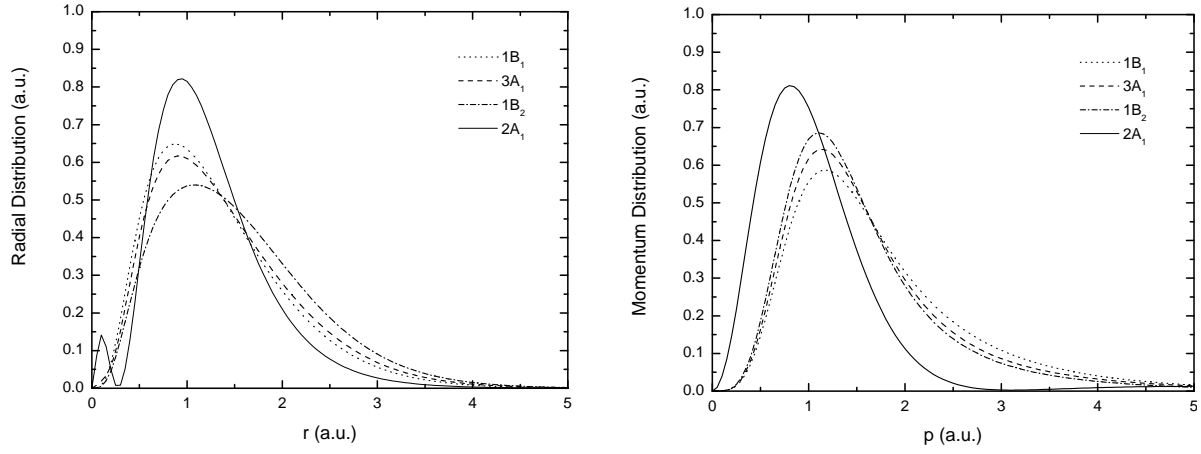 Radial Distribution (a.u.)
1.0
0.9
0.8
0.7
0.6
0.5
0.4
0.3
0.2
0.1
0.0
1B₁
3A₁
1B₂
2A₁
0 1 2 3 4 5
r (a.u.)
Momentum Distribution (a.u.)
1.0
0.9
0.8
0.7
0.6
0.5
0.4
0.3
0.2
0.1
0.0
1B₁
3A₁
1B₂
2A₁
0 1 2 3 4 5
p (a.u.)